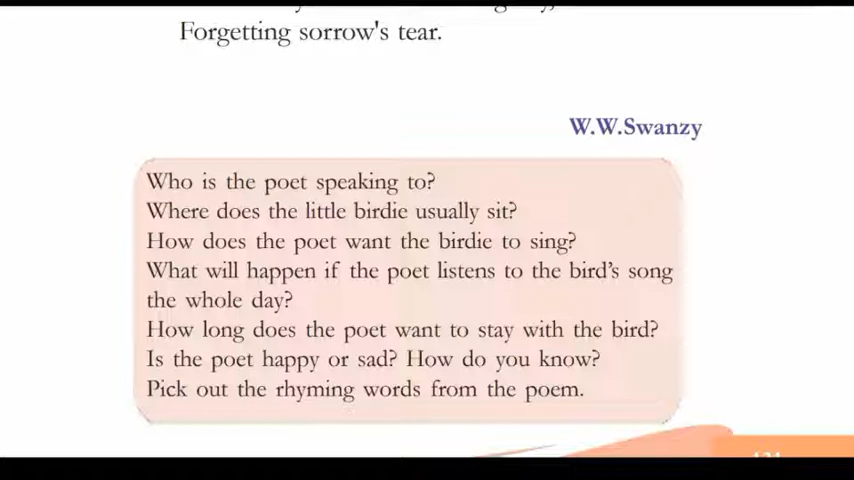 Forgetting sorrow's tear.
W.W.Swanzy
Who is the poet speaking to?
Where does the little birdie usually sit?
How does the poet want the birdie to sing?
What will happen if the poet listens to the bird's song
the whole day?
How long does the poet want to stay with the bird?
Is the poet happy or sad? How do you know?
Pick out the rhyming words from the poem.